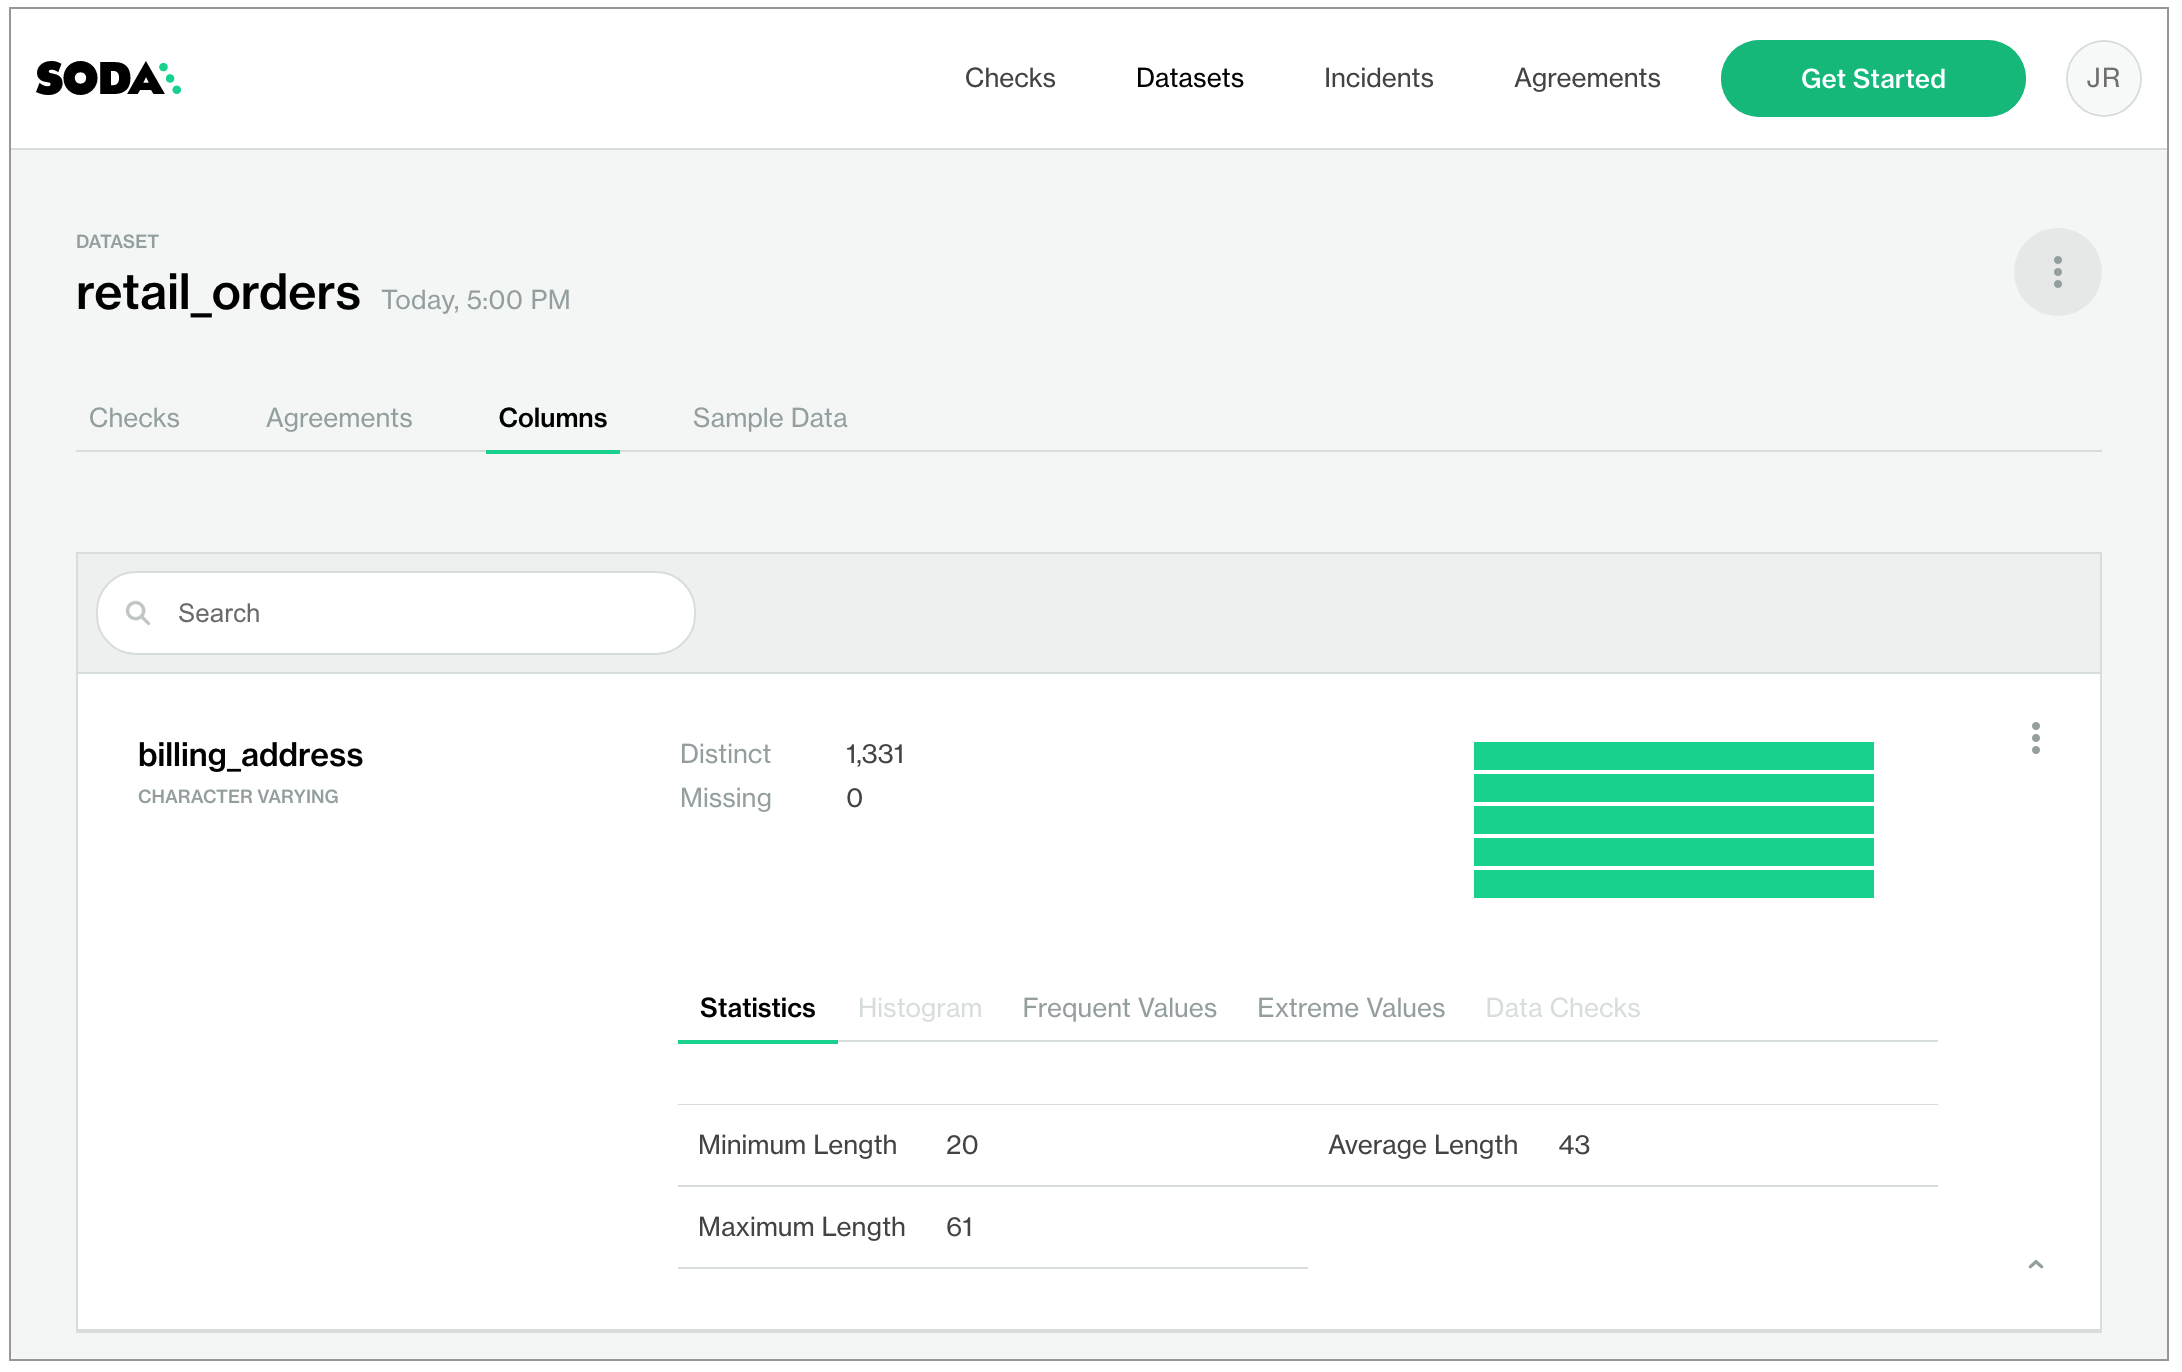 SODA
Checks Datasets Incidents Agreements Get Started JR
DATASET
retail_orders Today, 5:00 PM
Checks Agreements Columns Sample Data
Search
billing_address Distinct 1,331
CHARACTER VARYING Missing 0
Statistics Histogram Frequent Values Extreme Values Data Checks
Minimum Length 20 Average Length 43
Maximum Length 61